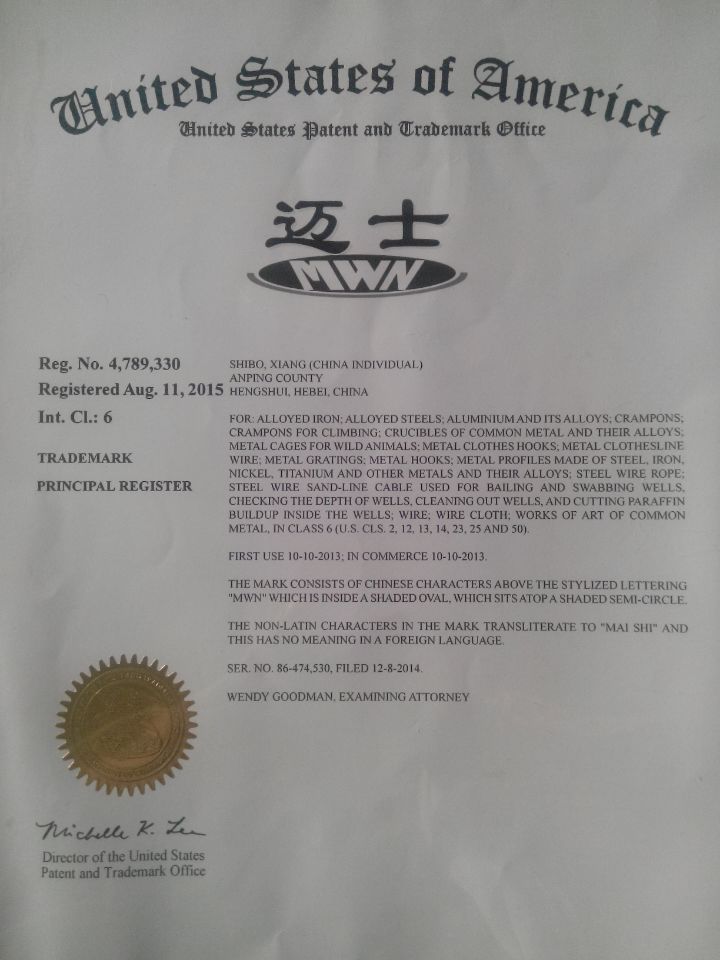 United States of America
United States Patent and Trademark Office
迈士
MWN
Reg. No. 4,789,330
Registered Aug. 11, 2015
Int. Cl.: 6
TRADEMARK
PRINCIPAL REGISTER
SHIBO, XIANG (CHINA INDIVIDUAL)
ANPING COUNTY
HENGSHUI, HEBEI, CHINA
FOR: ALLOYED IRON; ALLOYED STEELS; ALUMINIUM AND ITS ALLOYS; CRAMPONS;
CRAMPONS FOR CLIMBING; CRUCIBLES OF COMMON METAL AND THEIR ALLOYS;
METAL CAGES FOR WILD ANIMALS; METAL CLOTHES HOOKS; METAL CLOTHESLINE
WIRE; METAL GRATINGS; METAL HOOKS; METAL PROFILES MADE OF STEEL, IRON,
NICKEL, TITANIUM AND OTHER METALS AND THEIR ALLOYS; STEEL WIRE ROPE;
STEEL WIRE SAND-LINE CABLE USED FOR BAILING AND SWABBING WELLS,
CHECKING THE DEPTH OF WELLS, CLEANING OUT WELLS, AND CUTTING PARAFFIN
BUILDUP INSIDE THE WELLS; WIRE; WIRE CLOTH; WORKS OF ART OF COMMON
METAL, IN CLASS 6 (U.S. CLS. 2, 12, 13, 14, 23, 25 AND 50).
FIRST USE 10-10-2013; IN COMMERCE 10-10-2013.
THE MARK CONSISTS OF CHINESE CHARACTERS ABOVE THE STYLIZED LETTERING
"MWN" WHICH IS INSIDE A SHADED OVAL, WHICH SITS ATOP A SHADED SEMI-CIRCLE.
THE NON-LATIN CHARACTERS IN THE MARK TRANSLITERATE TO "MAI SHI" AND
THIS HAS NO MEANING IN A FOREIGN LANGUAGE.
SER. NO. 86-474,530, FILED 12-8-2014.
WENDY GOODMAN, EXAMINING ATTORNEY
Michelle K. Lee
Director of the United States
Patent and Trademark Office